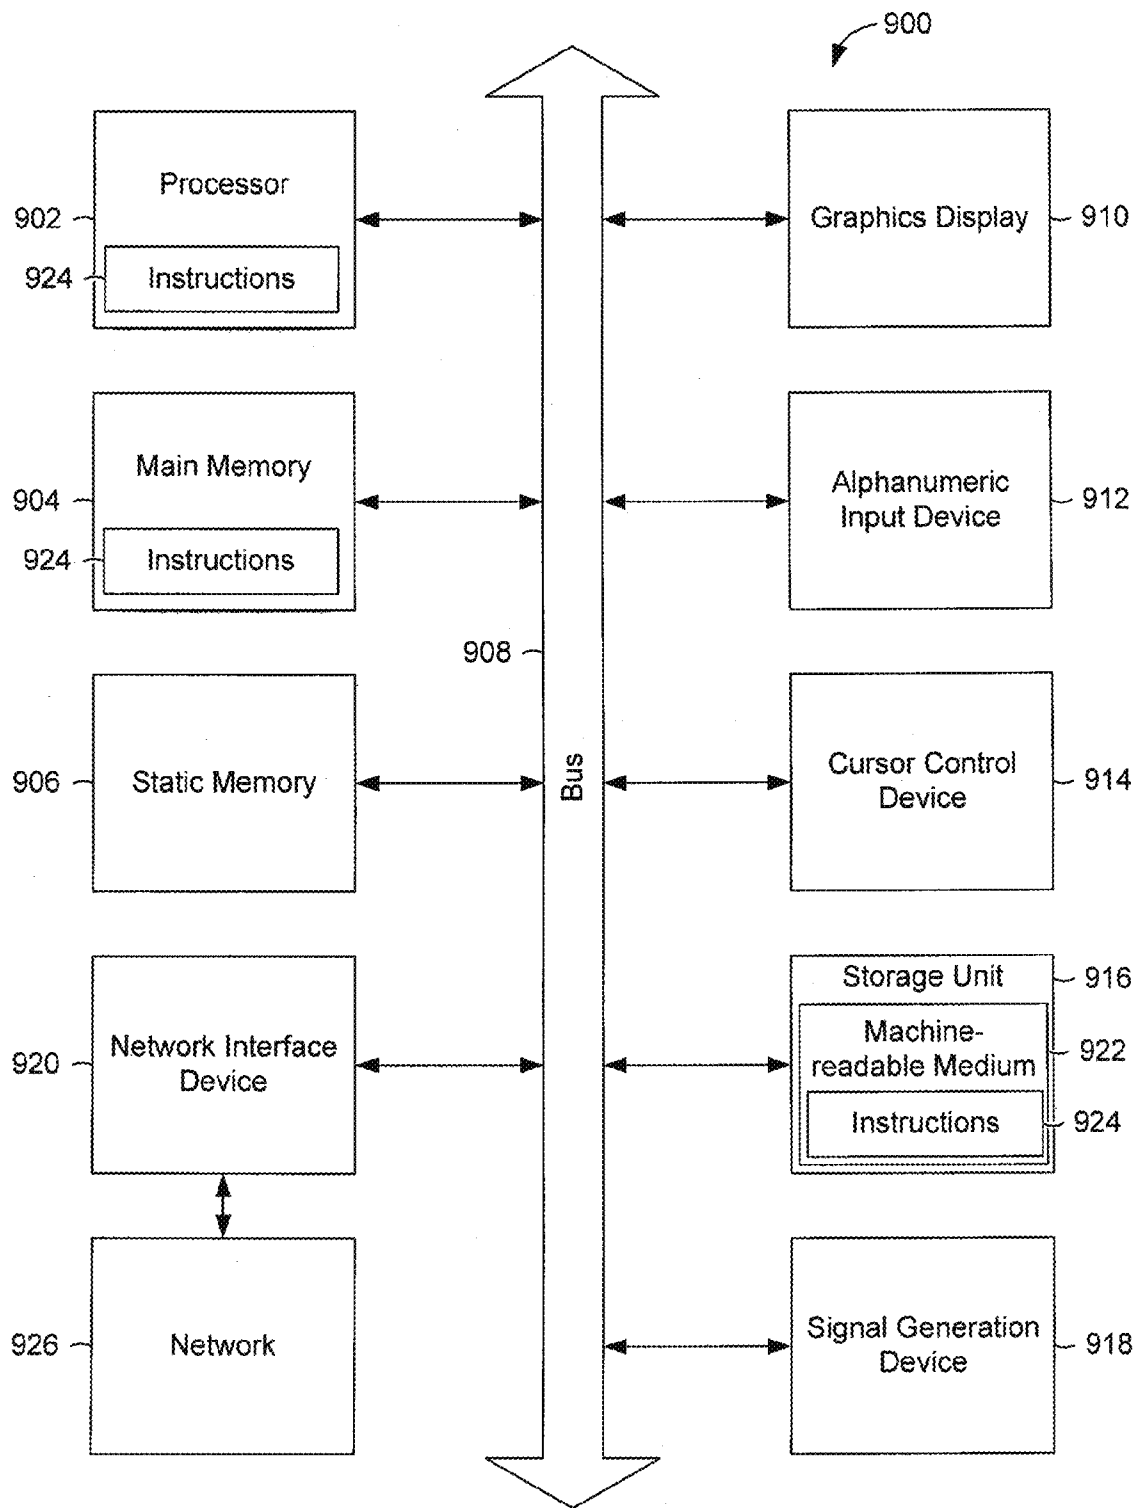 900
Processor
902
924
Instructions
Graphics Display
910
Main Memory
904
924
Instructions
Alphanumeric
Input Device
912
908
Bus
906
Static Memory
Cursor Control
Device
914
920
Network Interface
Device
Storage Unit
916
Machine-
readable Medium
922
Instructions
924
926
Network
Signal Generation
Device
918